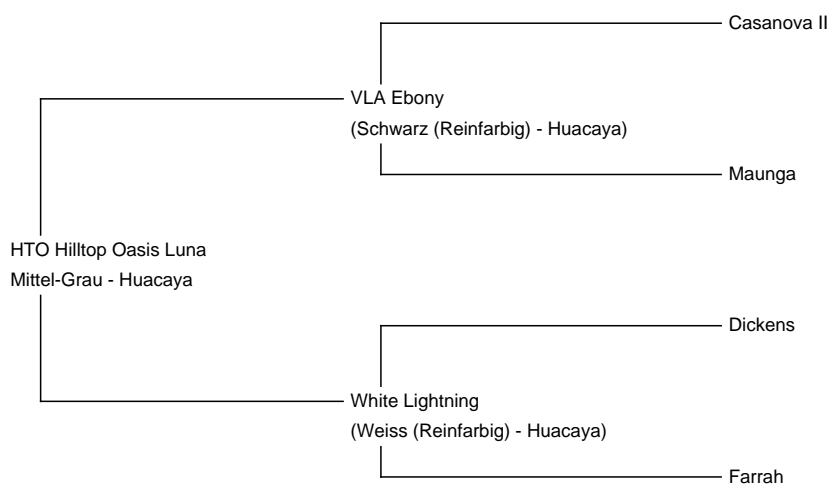 Casanova II
VLA Ebony
(Schwarz (Reinfarbig) - Huacaya)
Maunga
HTO Hilltop Oasis Luna
Mittel-Grau - Huacaya
Dickens
White Lightning
(Weiss (Reinfarbig) - Huacaya)
Farrah